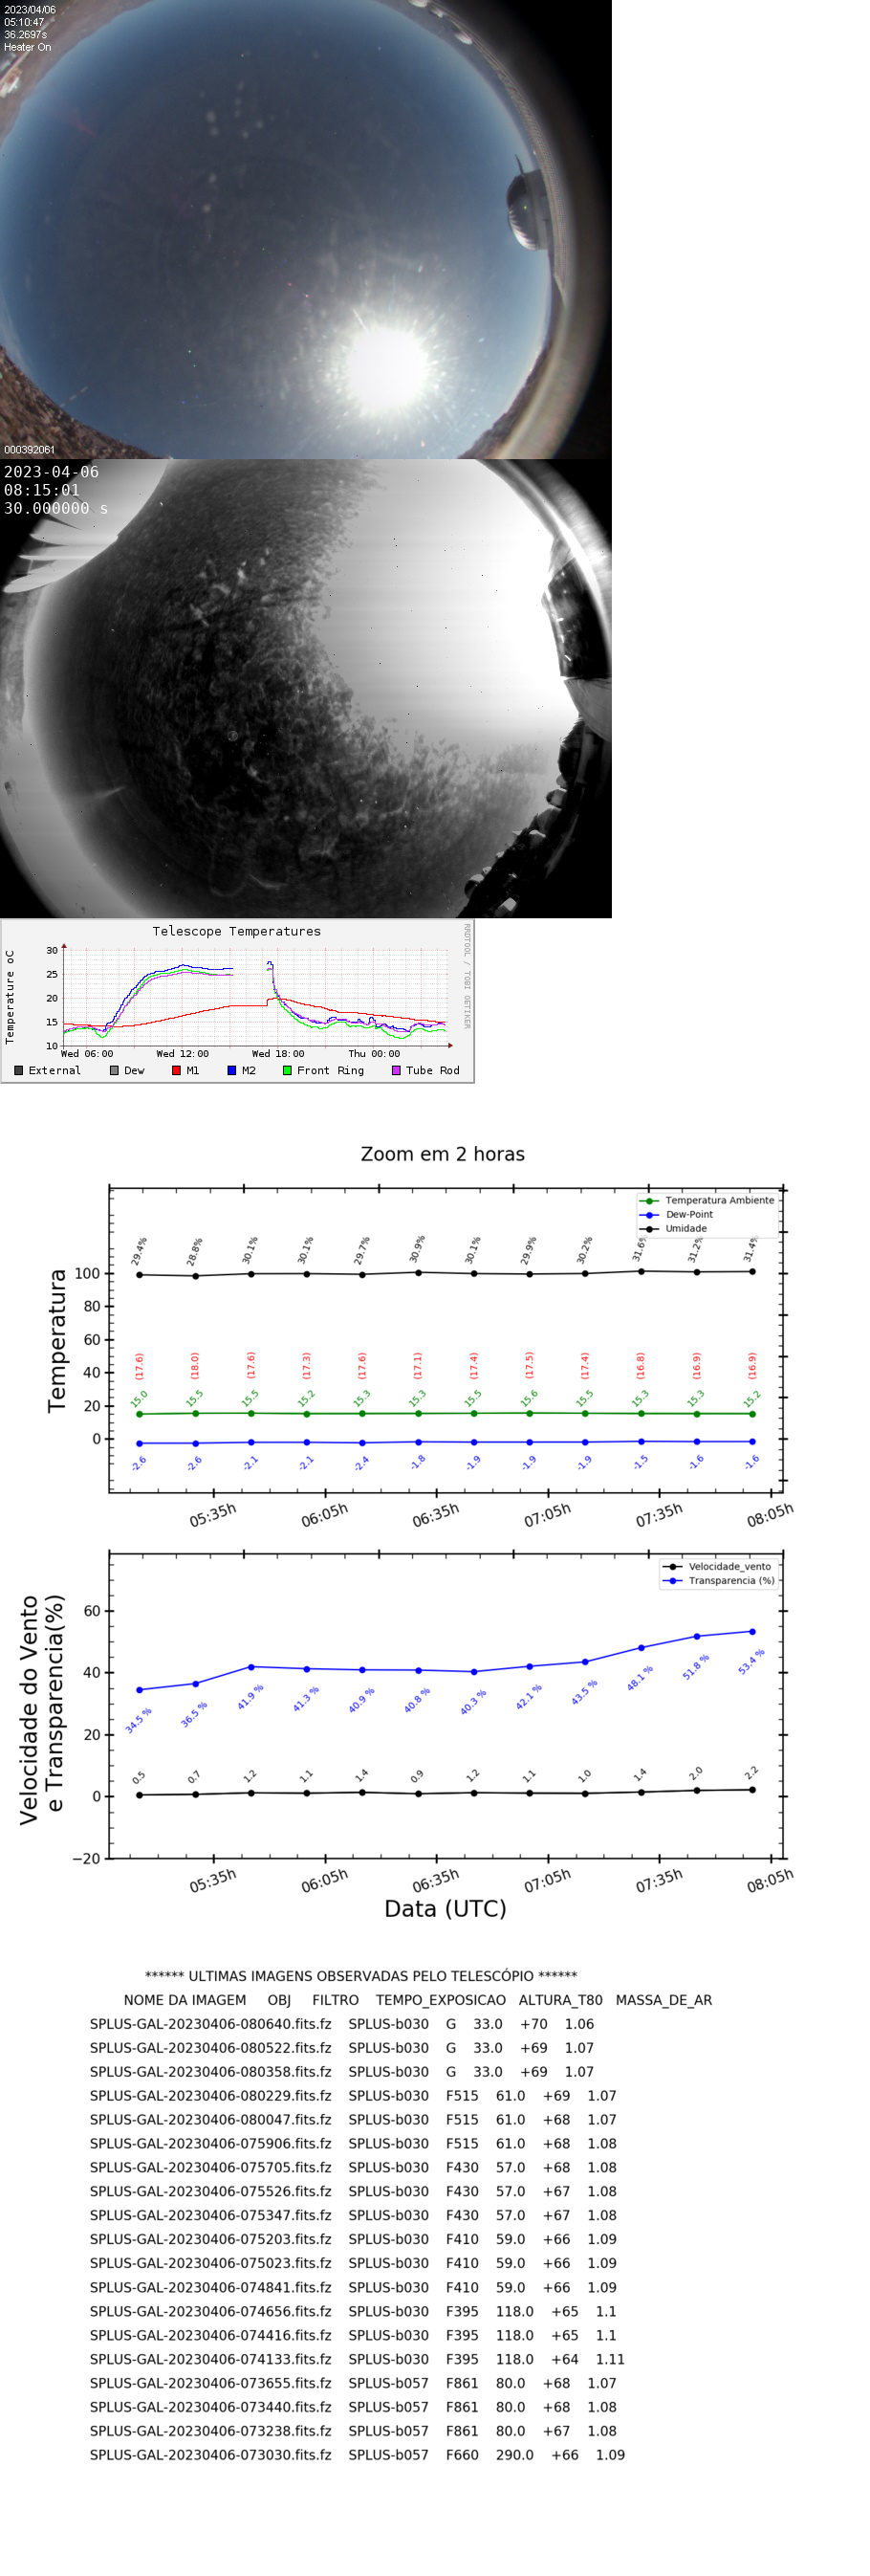 2023/04/06
05:10:47
36.2697s
Heater On
000392061
2023-04-06
08:15:01
30.000000 s
Telescope Temperatures
RRDTOOL / TOBI OETIKER
Temperature oC
30
25
20
15
10
Wed 06:00 Wed 12:00 Wed 18:00 Thu 00:00
External Dew M1 M2 Front Ring Tube Rod
Zoom em 2 horas
Temperatura Ambiente
Dew-Point
Umidade
Temperatura
100
80
60
40
20
0
29.4% 28.8% 30.1% 30.1% 29.7% 30.9% 30.1% 29.9% 30.2% 31.6% 31.2% 31.4%
(17.6) (18.0) (17.6) (17.3) (17.6) (17.1) (17.4) (17.5) (17.4) (16.8) (16.9) (16.9)
15.0 15.5 15.5 15.2 15.3 15.3 15.5 15.6 15.5 15.3 15.3 15.2
-2.6 -2.6 -2.1 -2.1 -2.4 -1.8 -1.9 -1.9 -1.9 -1.5 -1.6 -1.6
05:35h 06:05h 06:35h 07:05h 07:35h 08:05h
Velocidade_vento
Transparencia (%)
Velocidade do Vento
e Transparencia(%)
60
40
20
0
−20
34.5 % 36.5 % 41.9 % 41.3 % 40.9 % 40.8 % 40.3 % 42.1 % 43.5 % 48.1 % 51.8 % 53.4 %
0.5 0.7 1.2 1.1 1.4 0.9 1.2 1.1 1.0 1.4 2.0 2.2
05:35h 06:05h 06:35h 07:05h 07:35h 08:05h
Data (UTC)
****** ULTIMAS IMAGENS OBSERVADAS PELO TELESCÓPIO ******
NOME DA IMAGEM OBJ FILTRO TEMPO_EXPOSICAO ALTURA_T80 MASSA_DE_AR
SPLUS-GAL-20230406-080640.fits.fz SPLUS-b030 G 33.0 +70 1.06
SPLUS-GAL-20230406-080522.fits.fz SPLUS-b030 G 33.0 +69 1.07
SPLUS-GAL-20230406-080358.fits.fz SPLUS-b030 G 33.0 +69 1.07
SPLUS-GAL-20230406-080229.fits.fz SPLUS-b030 F515 61.0 +69 1.07
SPLUS-GAL-20230406-080047.fits.fz SPLUS-b030 F515 61.0 +68 1.07
SPLUS-GAL-20230406-075906.fits.fz SPLUS-b030 F515 61.0 +68 1.08
SPLUS-GAL-20230406-075705.fits.fz SPLUS-b030 F430 57.0 +68 1.08
SPLUS-GAL-20230406-075526.fits.fz SPLUS-b030 F430 57.0 +67 1.08
SPLUS-GAL-20230406-075347.fits.fz SPLUS-b030 F430 57.0 +67 1.08
SPLUS-GAL-20230406-075203.fits.fz SPLUS-b030 F410 59.0 +66 1.09
SPLUS-GAL-20230406-075023.fits.fz SPLUS-b030 F410 59.0 +66 1.09
SPLUS-GAL-20230406-074841.fits.fz SPLUS-b030 F410 59.0 +66 1.09
SPLUS-GAL-20230406-074656.fits.fz SPLUS-b030 F395 118.0 +65 1.1
SPLUS-GAL-20230406-074416.fits.fz SPLUS-b030 F395 118.0 +65 1.1
SPLUS-GAL-20230406-074133.fits.fz SPLUS-b030 F395 118.0 +64 1.11
SPLUS-GAL-20230406-073655.fits.fz SPLUS-b057 F861 80.0 +68 1.07
SPLUS-GAL-20230406-073440.fits.fz SPLUS-b057 F861 80.0 +68 1.08
SPLUS-GAL-20230406-073238.fits.fz SPLUS-b057 F861 80.0 +67 1.08
SPLUS-GAL-20230406-073030.fits.fz SPLUS-b057 F660 290.0 +66 1.09